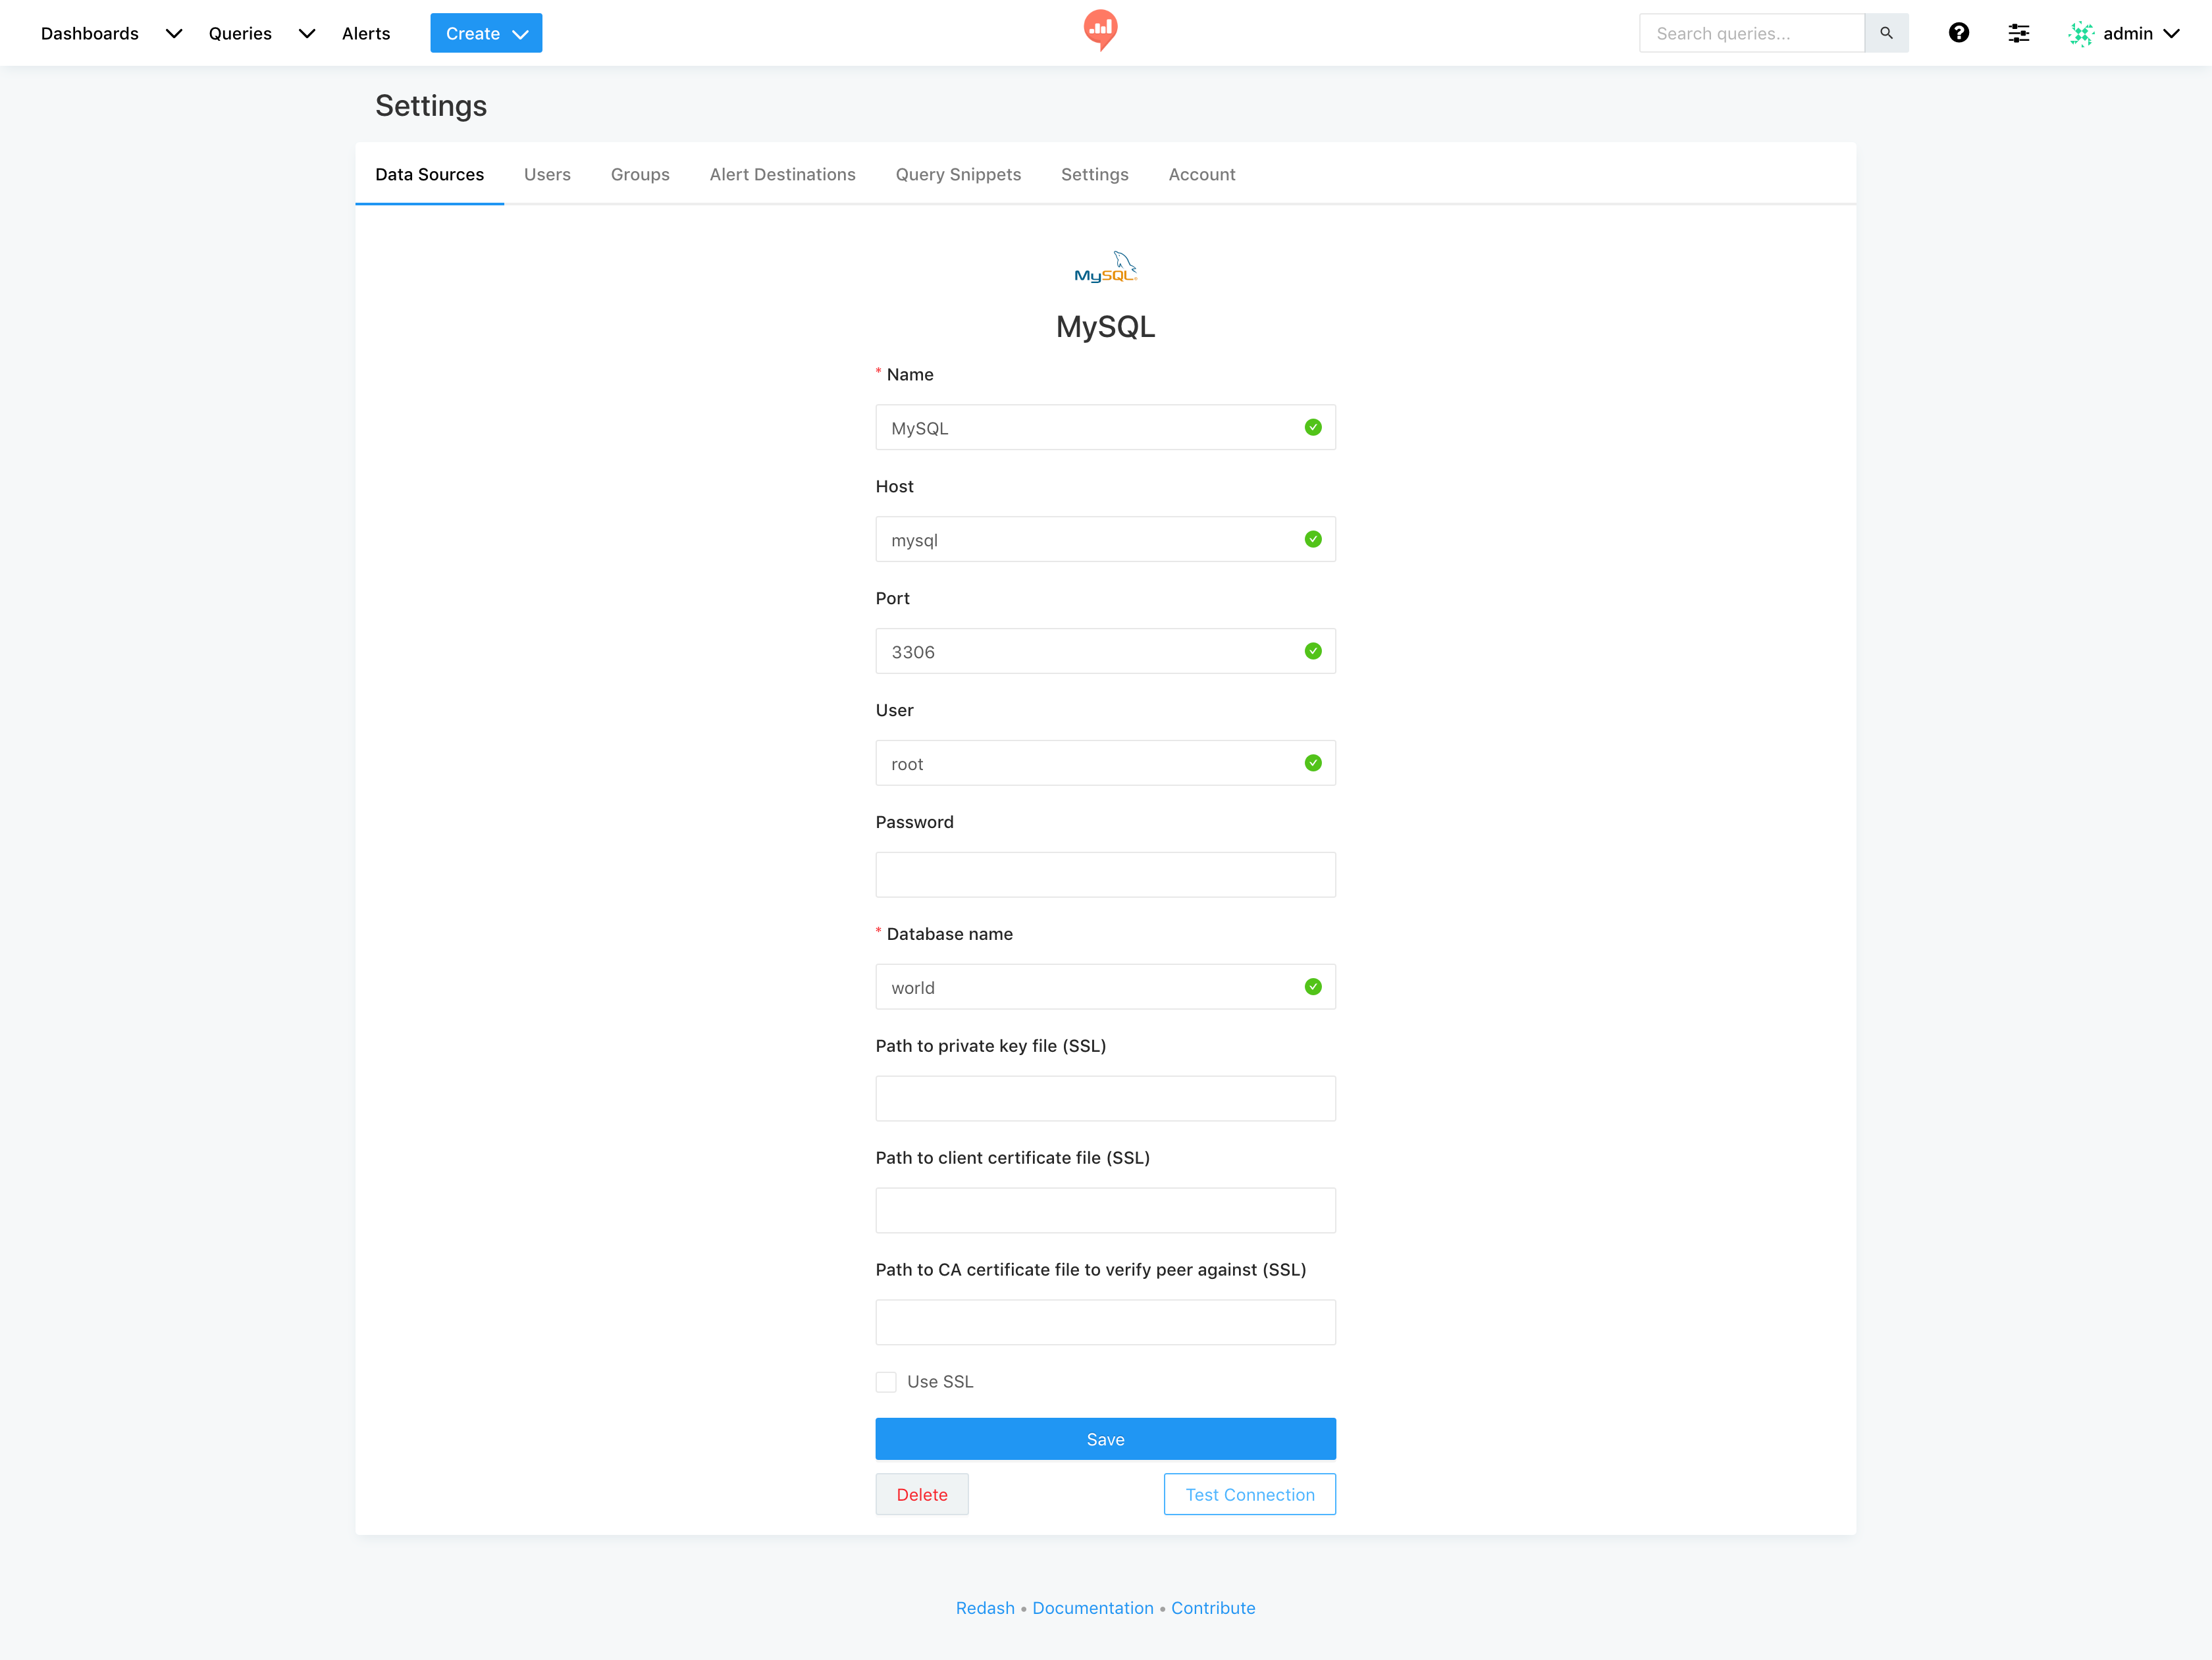 Dashboards Queries Alerts Create Search queries... admin
Settings
Data Sources Users Groups Alert Destinations Query Snippets Settings Account
MySQL
MySQL
* Name
MySQL
Host
mysql
Port
3306
User
root
Password
* Database name
world
Path to private key file (SSL)
Path to client certificate file (SSL)
Path to CA certificate file to verify peer against (SSL)
Use SSL
Save
Delete Test Connection
Redash • Documentation • Contribute